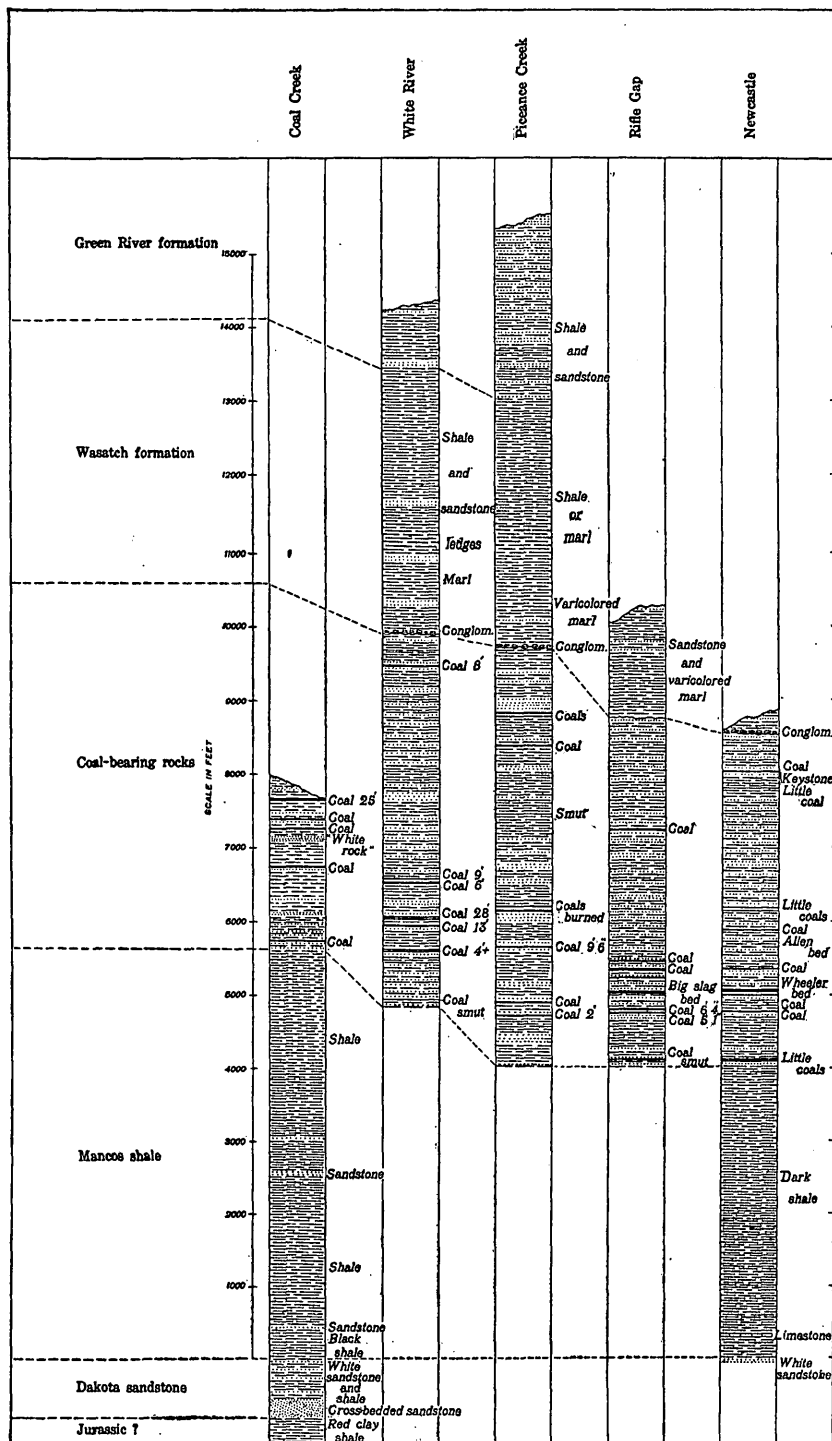 Coal Creek
White River
Piceance Creek
Rifle Gap
Newcastle
Green River formation
Wasatch formation
Coal-bearing rocks
Mancos shale
Dakota sandstone
Jurassic ?
SCALE IN FEET
15000
14000
13000
12000
11000
10000
9000
8000
7000
6000
5000
4000
3000
2000
1000
Coal 25'
Coal
Coal
"White
rock"
Coal
Coal
Shale
Sandstone
Shale
Sandstone
Black
shale
White
sandstone
and
shale
Cross-bedded sandstone
Red clay
shale
Shale
and
sandstone
ledges
Marl
Conglom.
Coal 8'
Coal 9'
Coal 6'
Coal 28'
Coal 13'
Coal 4'+
Coal
smut
Shale
and
sandstone
Shale
or
marl
Varicolored
marl
Conglom.
Coals
Coal
Smut
Coals
burned
Coal 9'6"
Coal
Coal 2'
Sandstone
and
varicolored
marl
Coal
Coal
Coal
Big slag
bed
Coal
Coal
Coal
smut
Conglom.
Coal
Keystone
Little
coal
Little
coals
Coal
Allen
bed
Coal
Wheeler
bed
Coal
Coal
Little
coals
Dark
shale
Limestone
White
sandstone